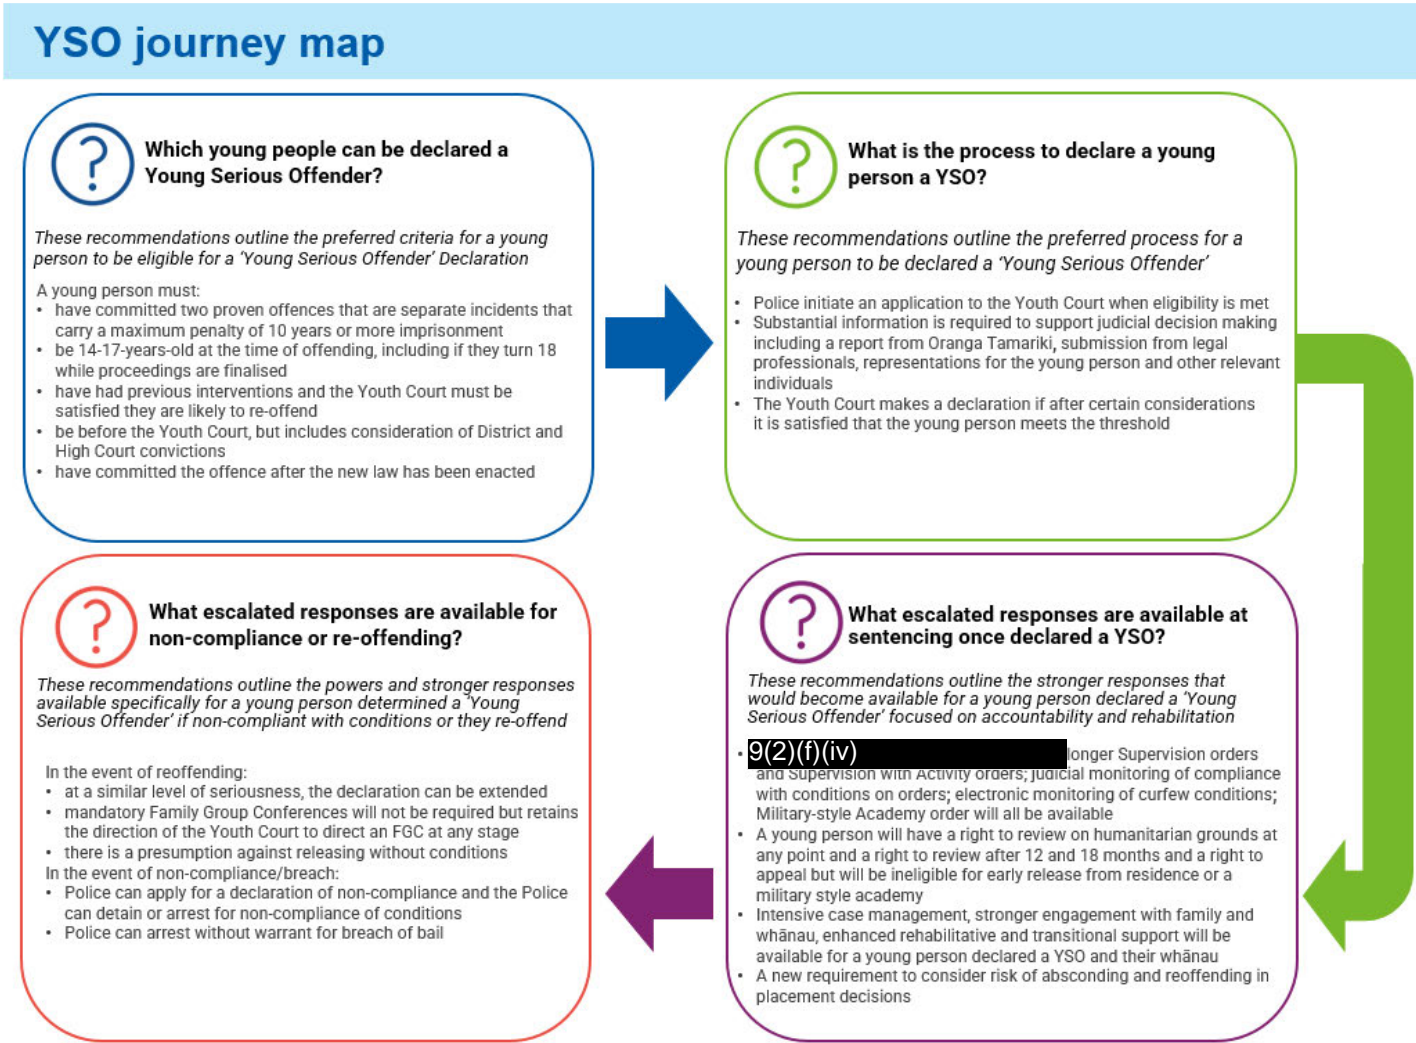 YSO journey map
Which young people can be declared a
Young Serious Offender?
These recommendations outline the preferred criteria for a young
person to be eligible for a ‘Young Serious Offender’ Declaration
A young person must:
• have committed two proven offences that are separate incidents that
carry a maximum penalty of 10 years or more imprisonment
• be 14-17-years-old at the time of offending, including if they turn 18
while proceedings are finalised
• have had previous interventions and the Youth Court must be
satisfied they are likely to re-offend
• be before the Youth Court, but includes consideration of District and
High Court convictions
• have committed the offence after the new law has been enacted
What is the process to declare a young
person a YSO?
These recommendations outline the preferred process for a
young person to be declared a ‘Young Serious Offender’
• Police initiate an application to the Youth Court when eligibility is met
• Substantial information is required to support judicial decision making
including a report from Oranga Tamariki, submission from legal
professionals, representations for the young person and other relevant
individuals
• The Youth Court makes a declaration if after certain considerations
it is satisfied that the young person meets the threshold
What escalated responses are available at
sentencing once declared a YSO?
These recommendations outline the stronger responses that
would become available for a young person declared a ‘Young
Serious Offender’ focused on accountability and rehabilitation
• 9(2)(f)(iv) longer Supervision orders
and Supervision with Activity orders; judicial monitoring of compliance
with conditions on orders; electronic monitoring of curfew conditions;
Military-style Academy order will all be available
• A young person will have a right to review on humanitarian grounds at
any point and a right to review after 12 and 18 months and a right to
appeal but will be ineligible for early release from residence or a
military style academy
• Intensive case management, stronger engagement with family and
whānau, enhanced rehabilitative and transitional support will be
available for a young person declared a YSO and their whānau
• A new requirement to consider risk of absconding and reoffending in
placement decisions
What escalated responses are available for
non-compliance or re-offending?
These recommendations outline the powers and stronger responses
available specifically for a young person determined a ‘Young
Serious Offender’ if non-compliant with conditions or they re-offend
In the event of reoffending:
• at a similar level of seriousness, the declaration can be extended
• mandatory Family Group Conferences will not be required but retains
the direction of the Youth Court to direct an FGC at any stage
• there is a presumption against releasing without conditions
In the event of non-compliance/breach:
• Police can apply for a declaration of non-compliance and the Police
can detain or arrest for non-compliance of conditions
• Police can arrest without warrant for breach of bail